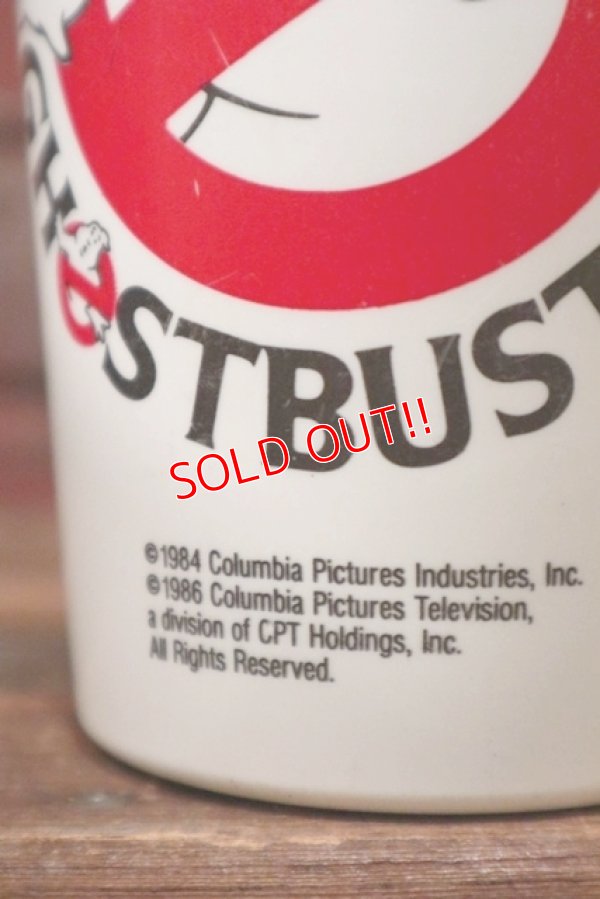 GHOSTBUST
SOLD OUT!!
©1984 Columbia Pictures Industries, Inc.
©1986 Columbia Pictures Television,
a division of CPT Holdings, Inc.
All Rights Reserved.